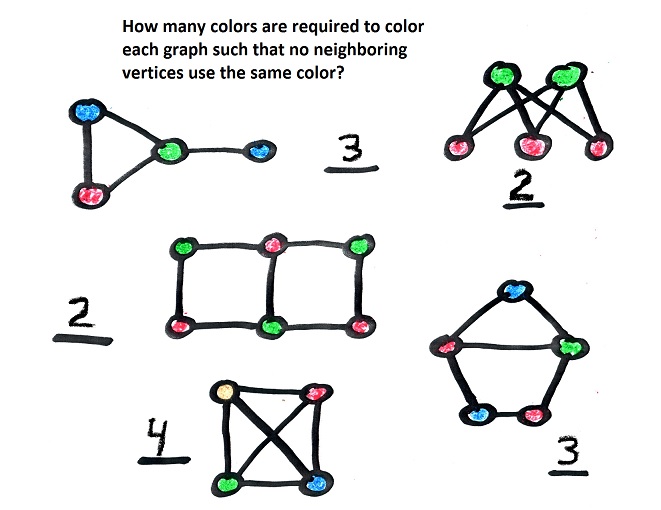 How many colors are required to color
each graph such that no neighboring
vertices use the same color?
3
2
2
4
3